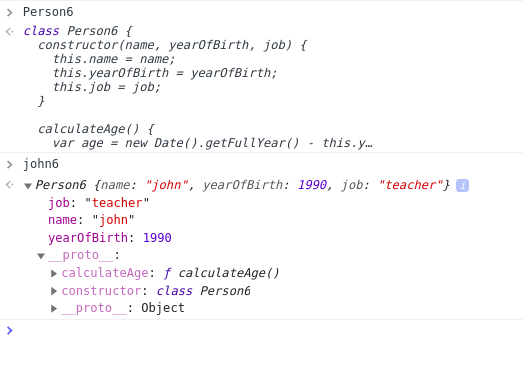 Person6
class Person6 {
constructor(name, yearOfBirth, job) {
this.name = name;
this.yearOfBirth = yearOfBirth;
this.job = job;
}
calculateAge() {
var age = new Date().getFullYear() - this.y…
john6
Person6 {name: "john", yearOfBirth: 1990, job: "teacher"} i
job: "teacher"
name: "john"
yearOfBirth: 1990
__proto__:
calculateAge: ƒ calculateAge()
constructor: class Person6
__proto__: Object